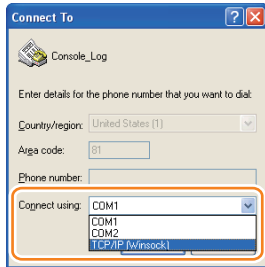 Connect To
Console_Log
Enter details for the phone number that you want to dial:
Country/region: United States (1)
Area code: 81
Phone number:
Connect using: COM1
COM1
COM2
TCP/IP (Winsock)